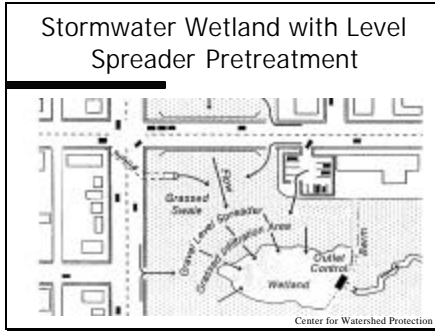 Stormwater Wetland with Level
Spreader Pretreatment
Flow
Grassed
Swale
Gravel Level Spreader
Grassed Infiltration Area
Outlet
Control
Berm
Wetland
Center for Watershed Protection